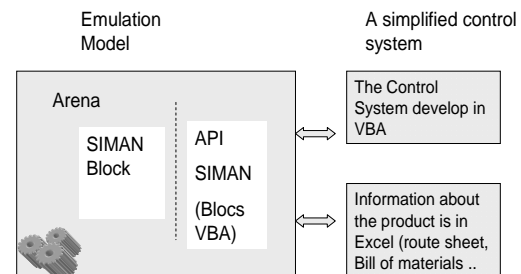 Emulation
Model
A simplified control
system
Arena
SIMAN
Block
API
SIMAN
(Blocs
VBA)
The Control
System develop in
VBA
Information about
the product is in
Excel (route sheet,
Bill of materials ..